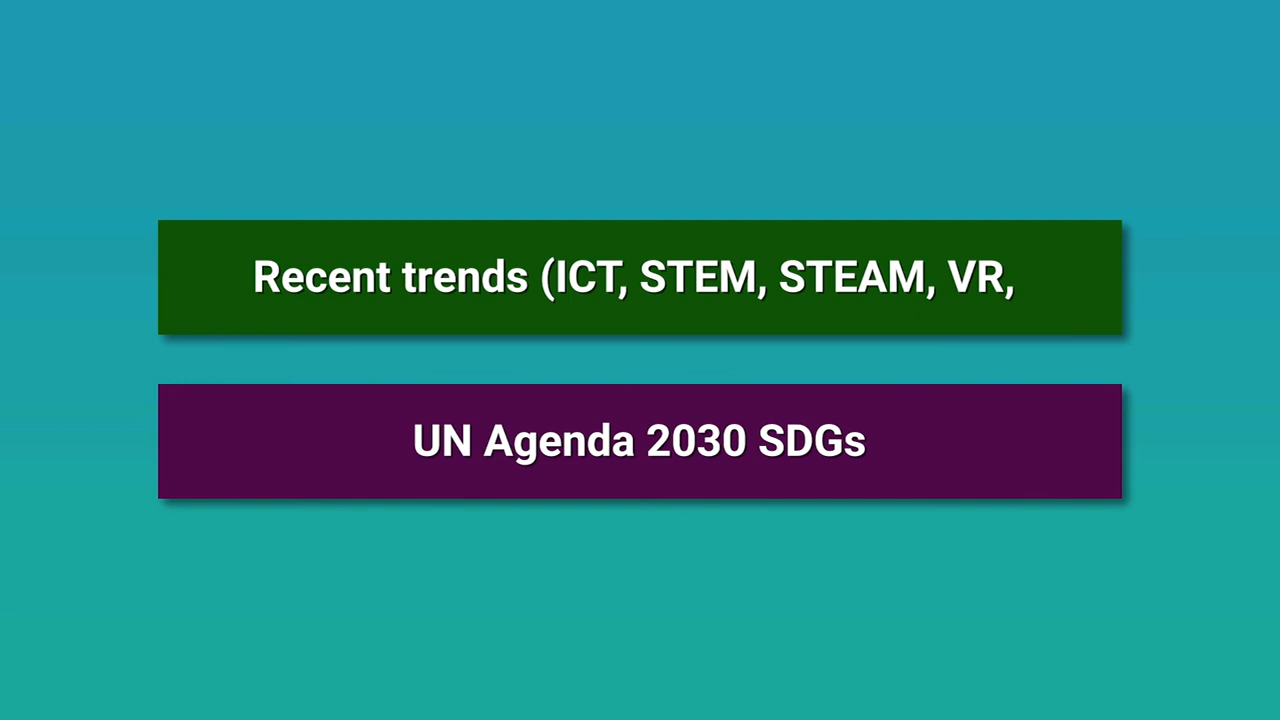 Recent trends (ICT, STEM, STEAM, VR,
UN Agenda 2030 SDGs